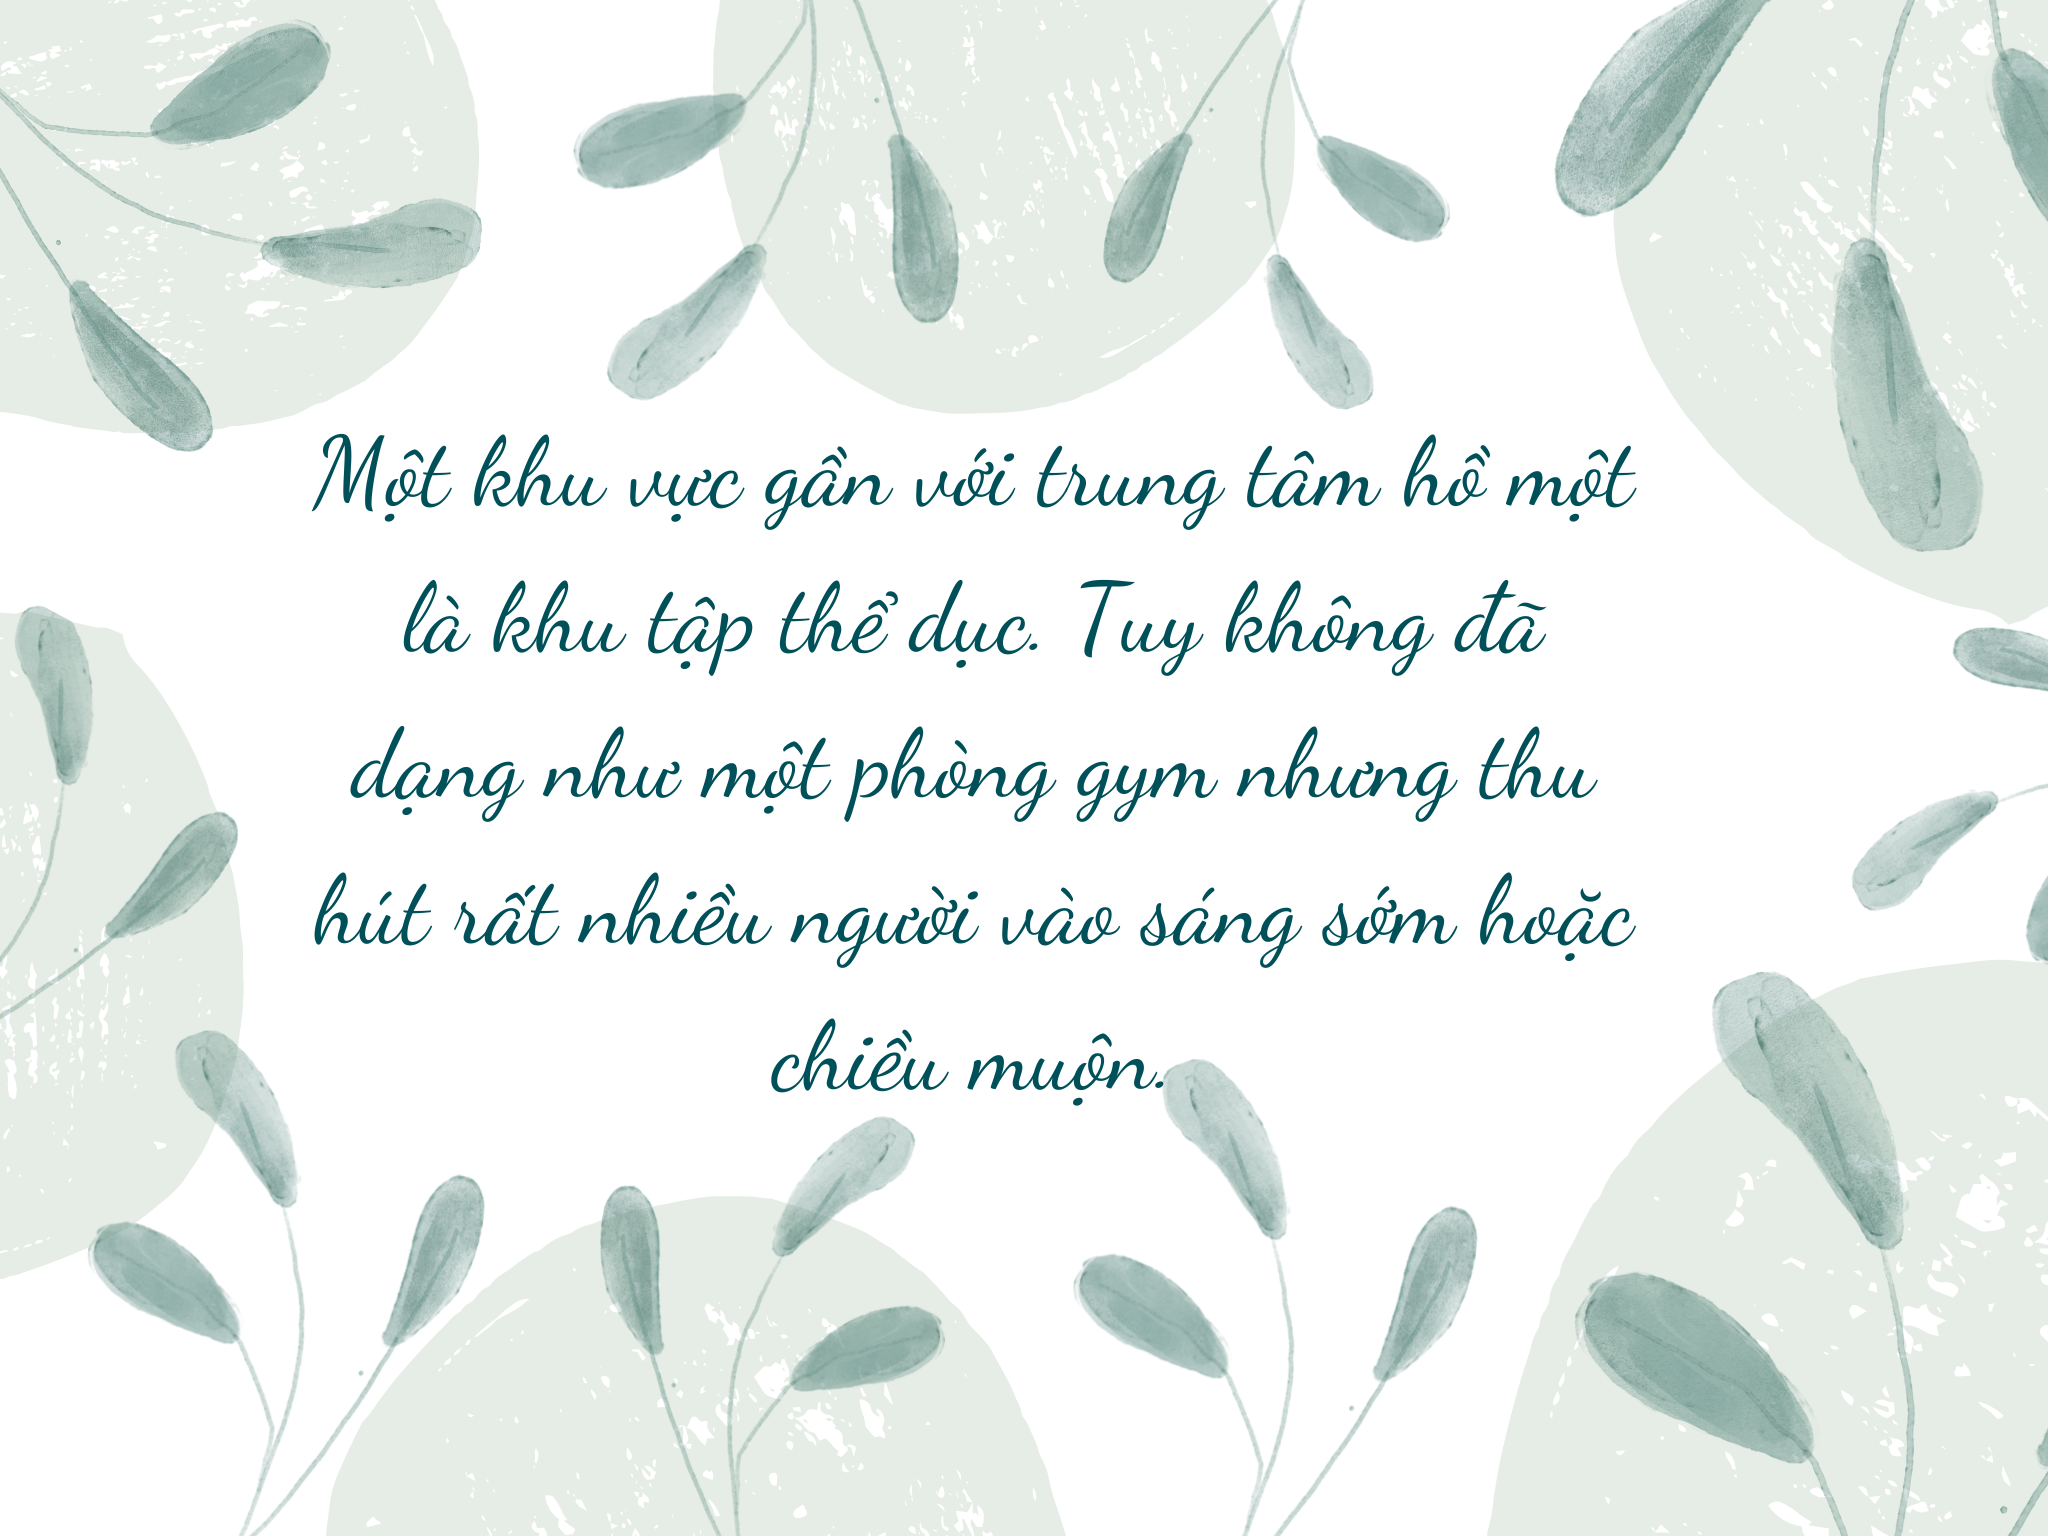 Một khu vực gần với trung tâm hồ một
là khu tập thể dục. Tuy không đã
dạng như một phòng gym nhưng thu
hút rất nhiều người vào sáng sớm hoặc
chiều muộn.